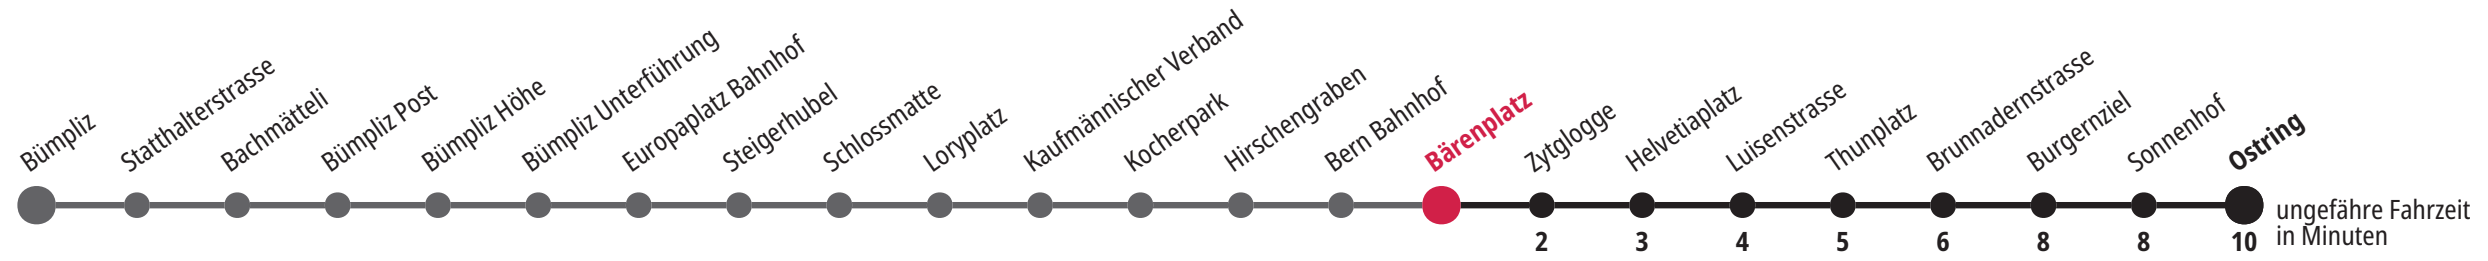 Bümpliz
Statthalterstrasse
Bachmätteli
Bümpliz Post
Bümpliz Höhe
Bümpliz Unterführung
Europaplatz Bahnhof
Steigerhubel
Schlossmatte
Loryplatz
Kaufmännischer Verband
Kocherpark
Hirschengraben
Bern Bahnhof
Bärenplatz
Zytglogge
Helvetiaplatz
Luisenstrasse
Thunplatz
Brunnadernstrasse
Burgernziel
Sonnenhof
Ostring
2 3 4 5 6 8 8 10
ungefähre Fahrzeit
in Minuten